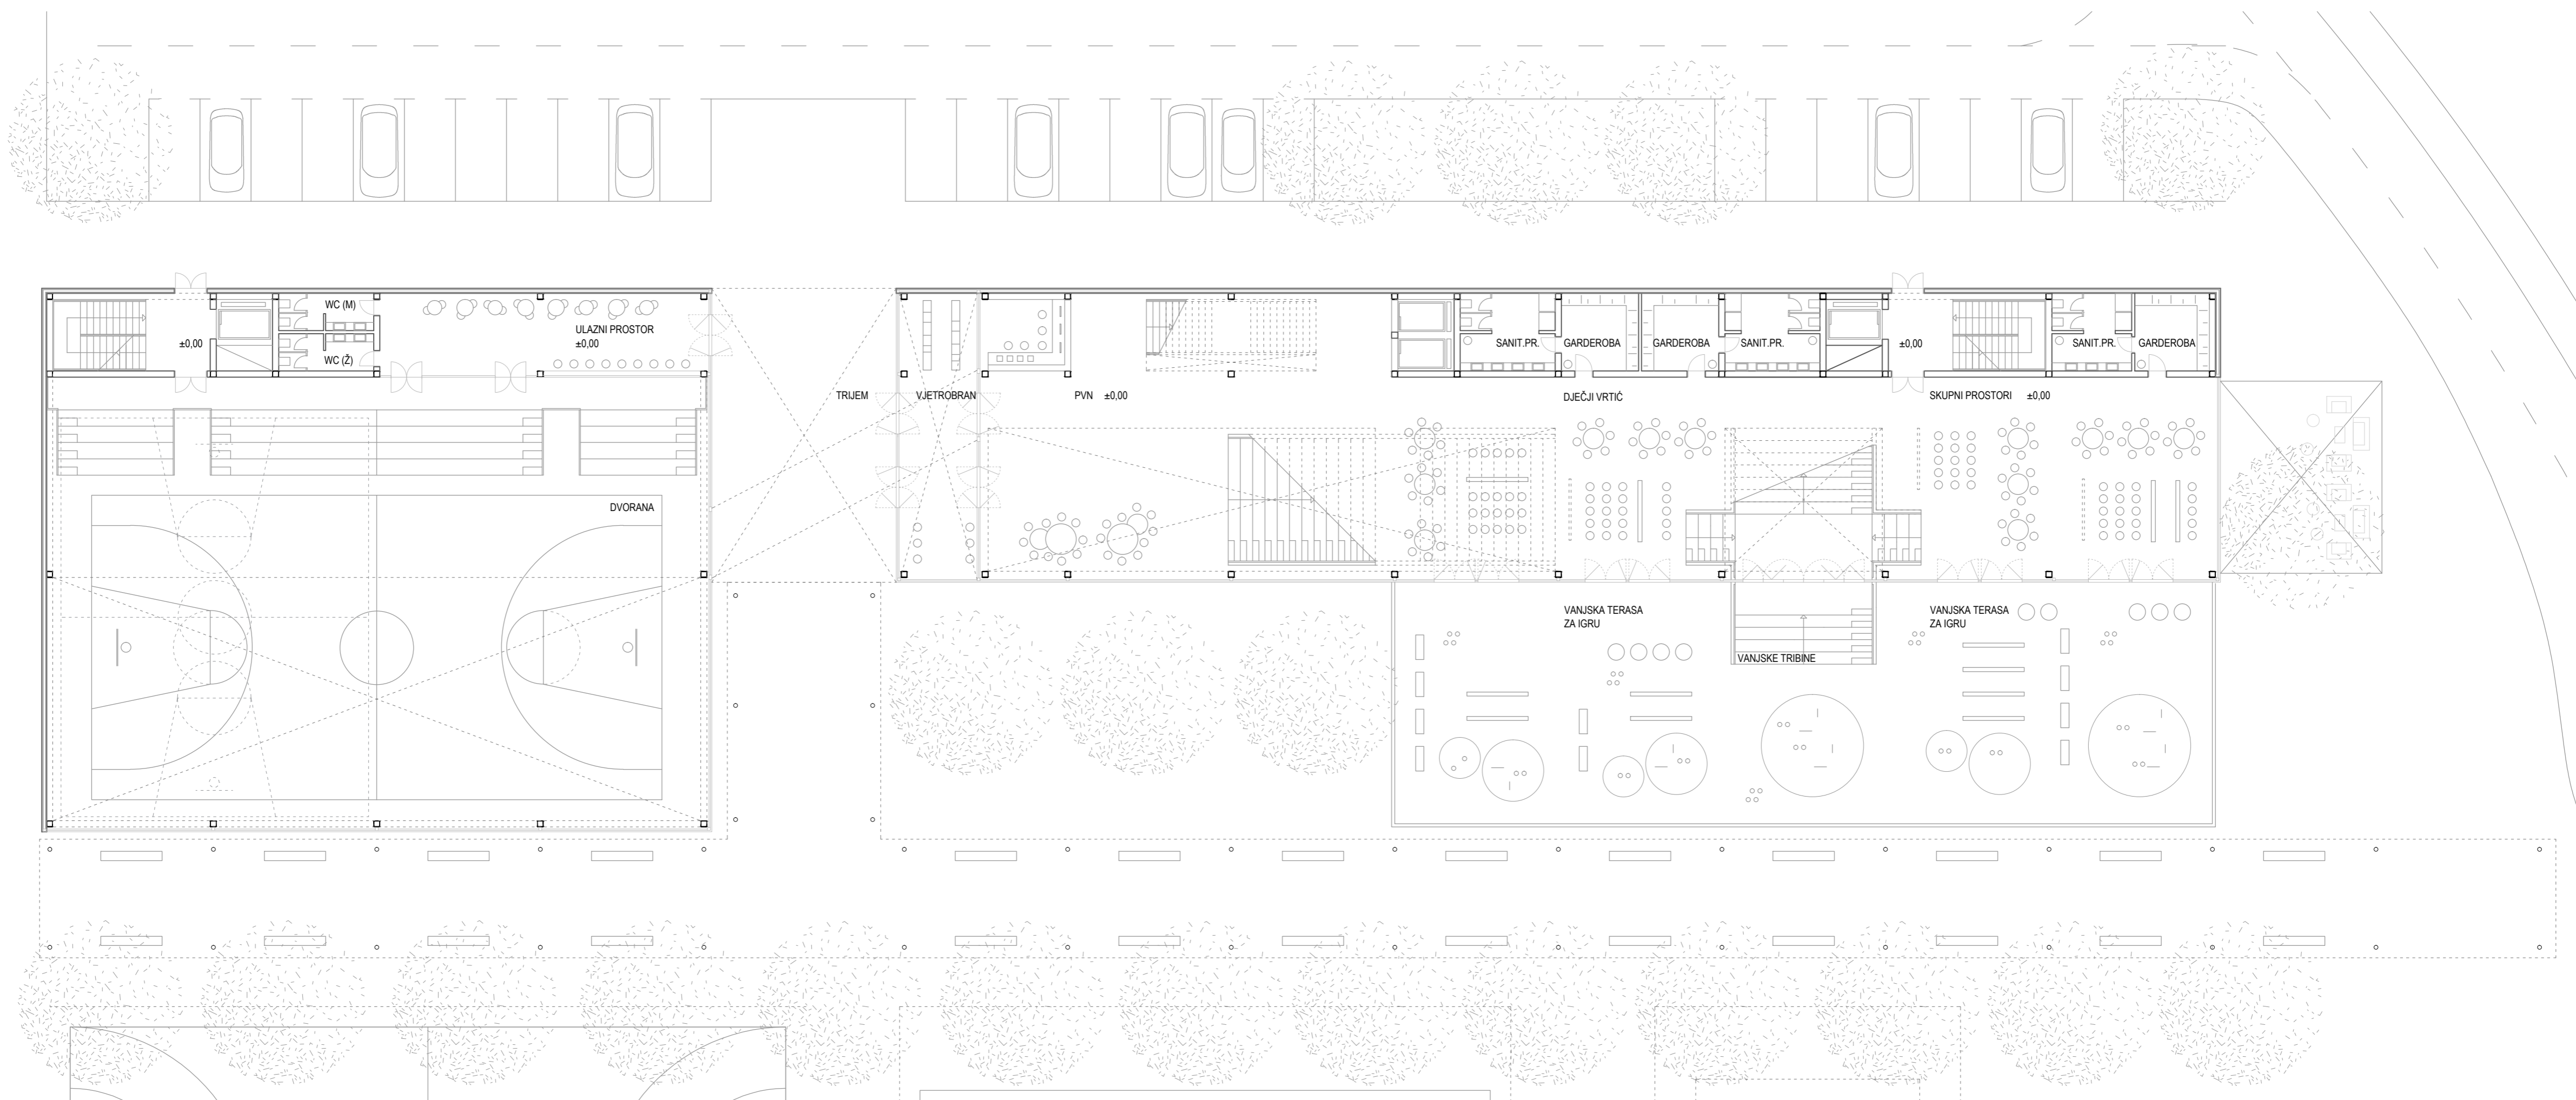 WC (M)
ULAZNI PROSTOR
±0,00
±0,00
WC (Ž)
SANIT.PR.
GARDEROBA
GARDEROBA
SANIT.PR.
±0,00
SANIT.PR.
GARDEROBA
TRIJEM
VJETROBRAN
PVN ±0,00
DJEČJI VRTIĆ
SKUPNI PROSTORI ±0,00
DVORANA
VANJSKA TERASA
ZA IGRU
VANJSKA TERASA
ZA IGRU
VANJSKE TRIBINE